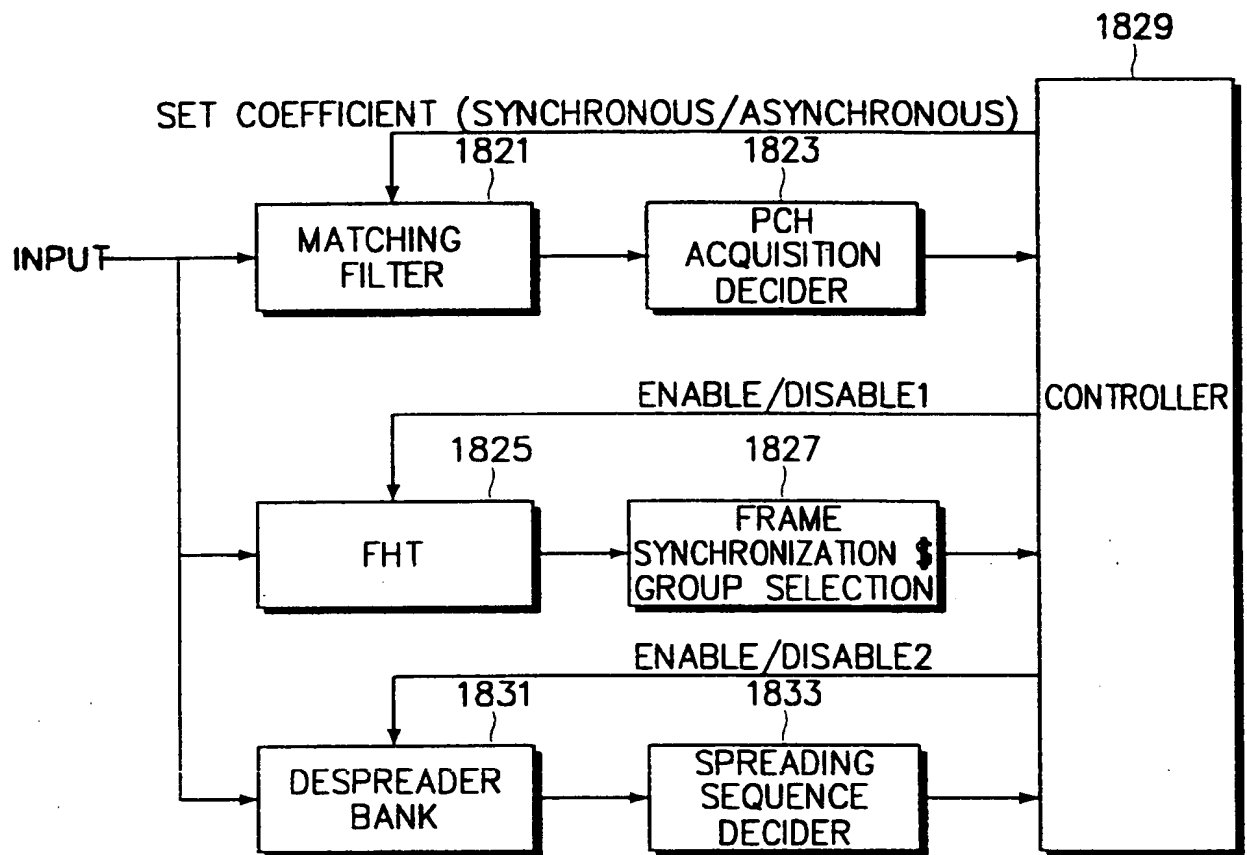 1829
SET COEFFICIENT (SYNCHRONOUS/ASYNCHRONOUS)
1821
1823
INPUT
MATCHING
FILTER
PCH
ACQUISITION
DECIDER
ENABLE/DISABLE1
CONTROLLER
1825
1827
FHT
FRAME
SYNCHRONIZATION $
GROUP SELECTION
ENABLE/DISABLE2
1831
1833
DESPREADER
BANK
SPREADING
SEQUENCE
DECIDER